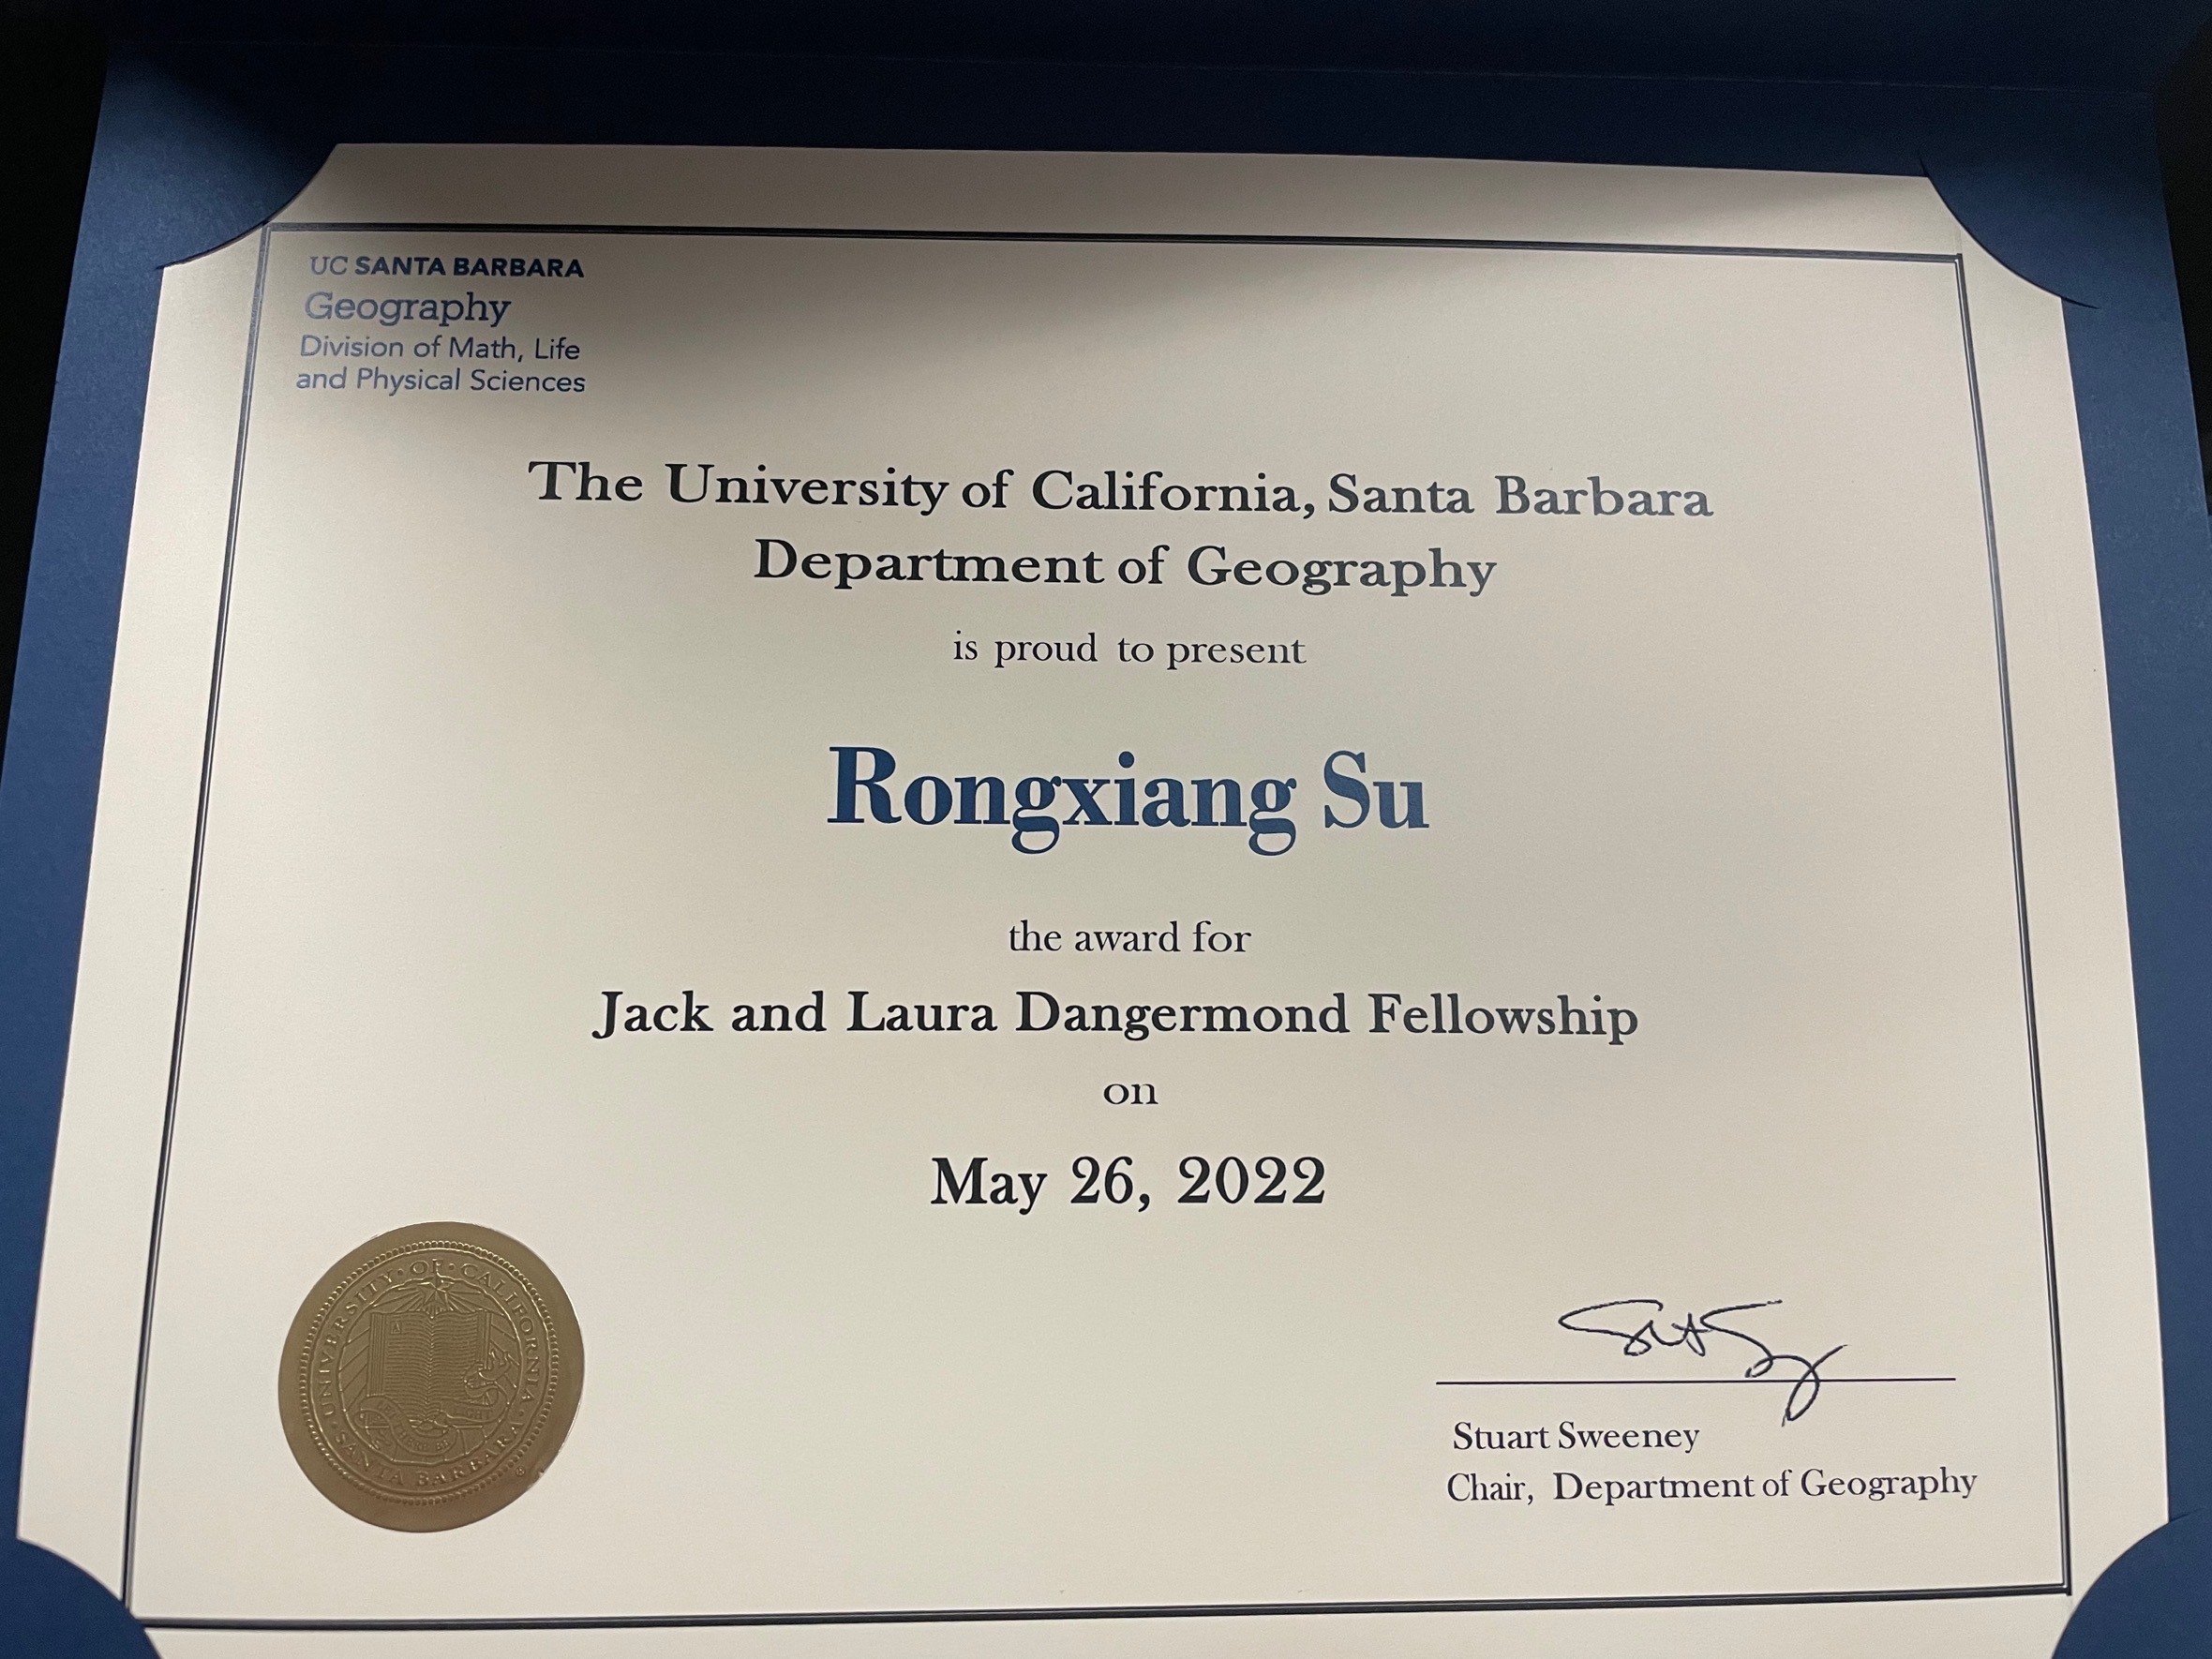 UC SANTA BARBARA
Geography
Division of Math, Life
and Physical Sciences
The University of California, Santa Barbara
Department of Geography
is proud to present
Rongxiang Su
the award for
Jack and Laura Dangermond Fellowship
on
May 26, 2022
UNIVERSITY · OF · CALIFORNIA · SANTA BARBARA ·
LET THERE BE LIGHT
Stuart Sweeney
Chair, Department of Geography